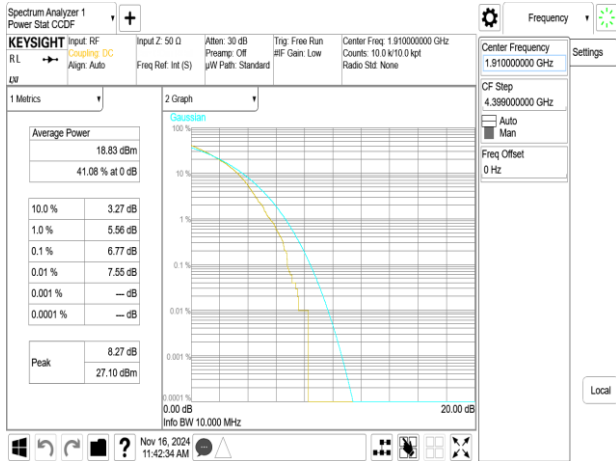 Spectrum Analyzer 1
Power Stat CCDF
Frequency
Settings
KEYSIGHT
RL
LXI
Input: RF
Coupling: DC
Align: Auto
Input Z: 50 Ω
Freq Ref: Int (S)
Atten: 30 dB
Preamp: Off
µW Path: Standard
Trig: Free Run
#IF Gain: Low
Center Freq: 1.910000000 GHz
Counts: 10.0 k/10.0 kpt
Radio Std: None
Center Frequency
1.910000000 GHz
CF Step
4.399000000 GHz
Auto
Man
Freq Offset
0 Hz
Local
1 Metrics
Average Power
18.83 dBm
41.08 % at 0 dB
10.0 % 3.27 dB
1.0 % 5.56 dB
0.1 % 6.77 dB
0.01 % 7.55 dB
0.001 % --- dB
0.0001 % --- dB
Peak
8.27 dB
27.10 dBm
2 Graph
Gaussian
100 %
10 %
1 %
0.1 %
0.01 %
0.001 %
0.0001 %
0.00 dB 20.00 dB
Info BW 10.000 MHz
Nov 16, 2024
11:42:34 AM